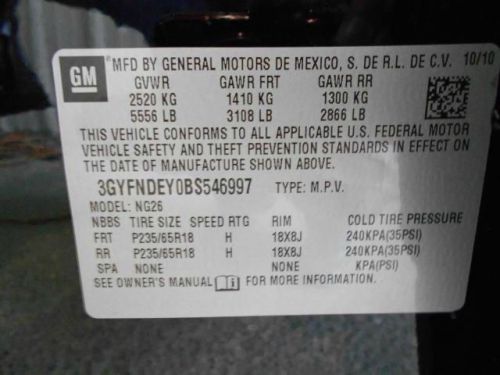 GM
MFD BY GENERAL MOTORS DE MEXICO, S. DE R.L. DE C.V. 10/10
GVWR GAWR FRT GAWR RR
2520 KG 1410 KG 1300 KG
5556 LB 3108 LB 2866 LB
THIS VEHICLE CONFORMS TO ALL APPLICABLE U.S. FEDERAL MOTOR
VEHICLE SAFETY AND THEFT PREVENTION STANDARDS IN EFFECT ON
THE DATE OF MANUFACTURE SHOWN ABOVE.
3GYFNDEY0BS546997 TYPE: M.P.V.
MODEL: NG26
NBBS TIRE SIZE SPEED RTG RIM COLD TIRE PRESSURE
FRT P235/65R18 H 18X8J 240KPA(35PSI)
RR P235/65R18 H 18X8J 240KPA(35PSI)
SPA NONE NONE KPA(PSI)
SEE OWNER'S MANUAL FOR MORE INFORMATION.